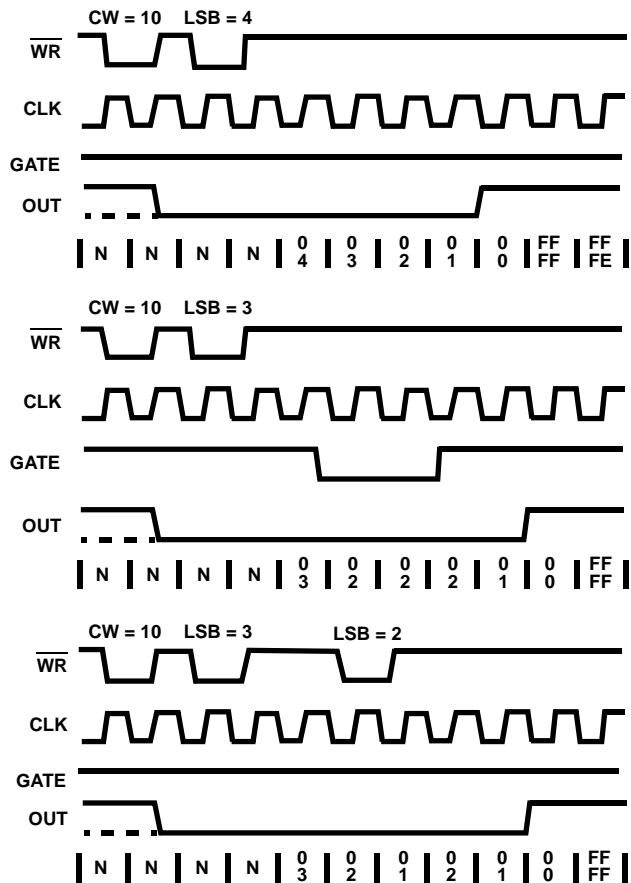 CW = 10 LSB = 4
WR
CLK
GATE
OUT
N N N N 0 0 0 0 0 FF FF
4 3 2 1 0 FF FE
CW = 10 LSB = 3
WR
CLK
GATE
OUT
N N N N 0 0 0 0 0 0 FF
3 2 2 2 1 0 FF
CW = 10 LSB = 3 LSB = 2
WR
CLK
GATE
OUT
N N N N 0 0 0 0 0 0 FF
3 2 1 2 1 0 FF